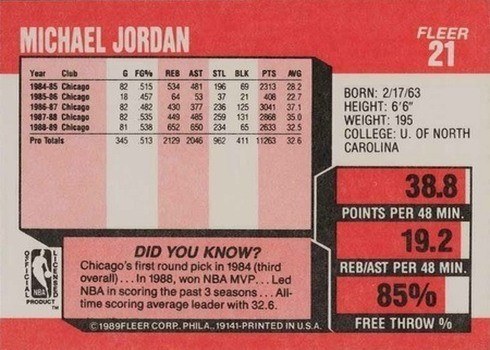 MICHAEL JORDAN
FLEER
21
Year Club G FG% REB AST STL BLK PTS AVG
1984-85 Chicago 82 .515 534 481 196 69 2313 28.2
1985-86 Chicago 18 .457 64 53 37 21 408 22.7
1986-87 Chicago 82 .482 430 377 236 125 3041 37.1
1987-88 Chicago 82 .535 449 485 259 131 2868 35.0
1988-89 Chicago 81 .538 652 650 234 65 2633 32.5
Pro Totals 345 .513 2129 2046 962 411 11263 32.6
BORN: 2/17/63
HEIGHT: 6'6"
WEIGHT: 195
COLLEGE: U. OF NORTH
CAROLINA
38.8
POINTS PER 48 MIN.
19.2
REB/AST PER 48 MIN.
85%
FREE THROW %
OFFICIAL
LICENSED
NBA
PRODUCT
TM
DID YOU KNOW?
Chicago's first round pick in 1984 (third
overall)...In 1988, won NBA MVP...Led
NBA in scoring the past 3 seasons...All-
time scoring average leader with 32.6.
©1989FLEER CORP., PHILA., 19141-PRINTED IN U.S.A.